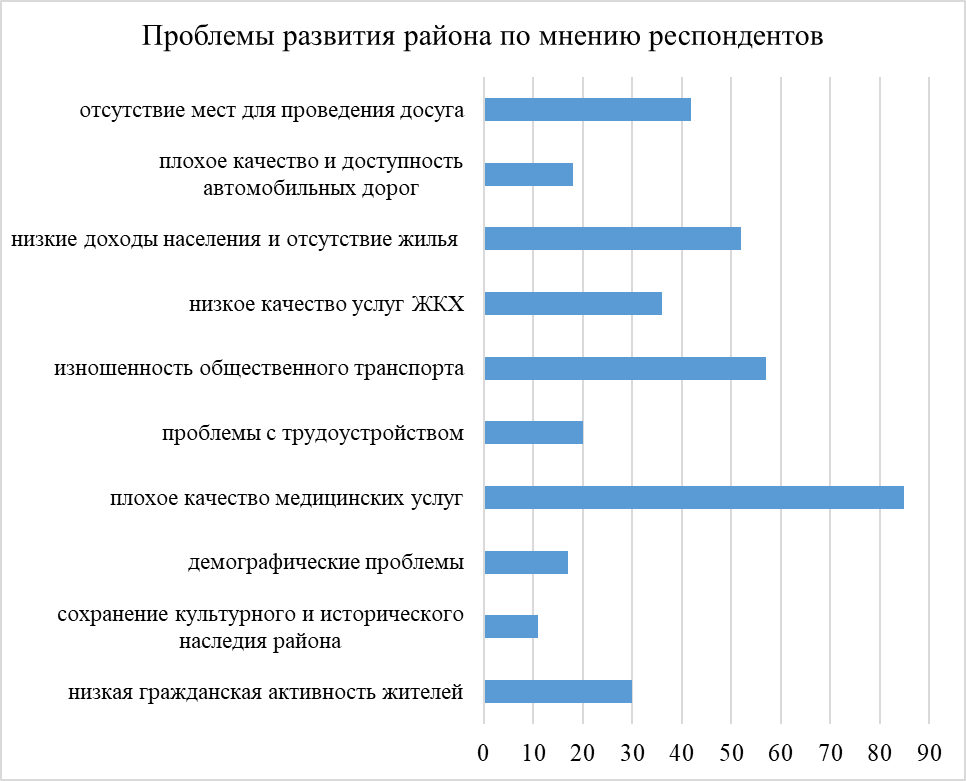 Проблемы развития района по мнению респондентов
отсутствие мест для проведения досуга
плохое качество и доступность
автомобильных дорог
низкие доходы населения и отсутствие жилья
низкое качество услуг ЖКХ
изношенность общественного транспорта
проблемы с трудоустройством
плохое качество медицинских услуг
демографические проблемы
сохранение культурного и исторического
наследия района
низкая гражданская активность жителей
0 10 20 30 40 50 60 70 80 90